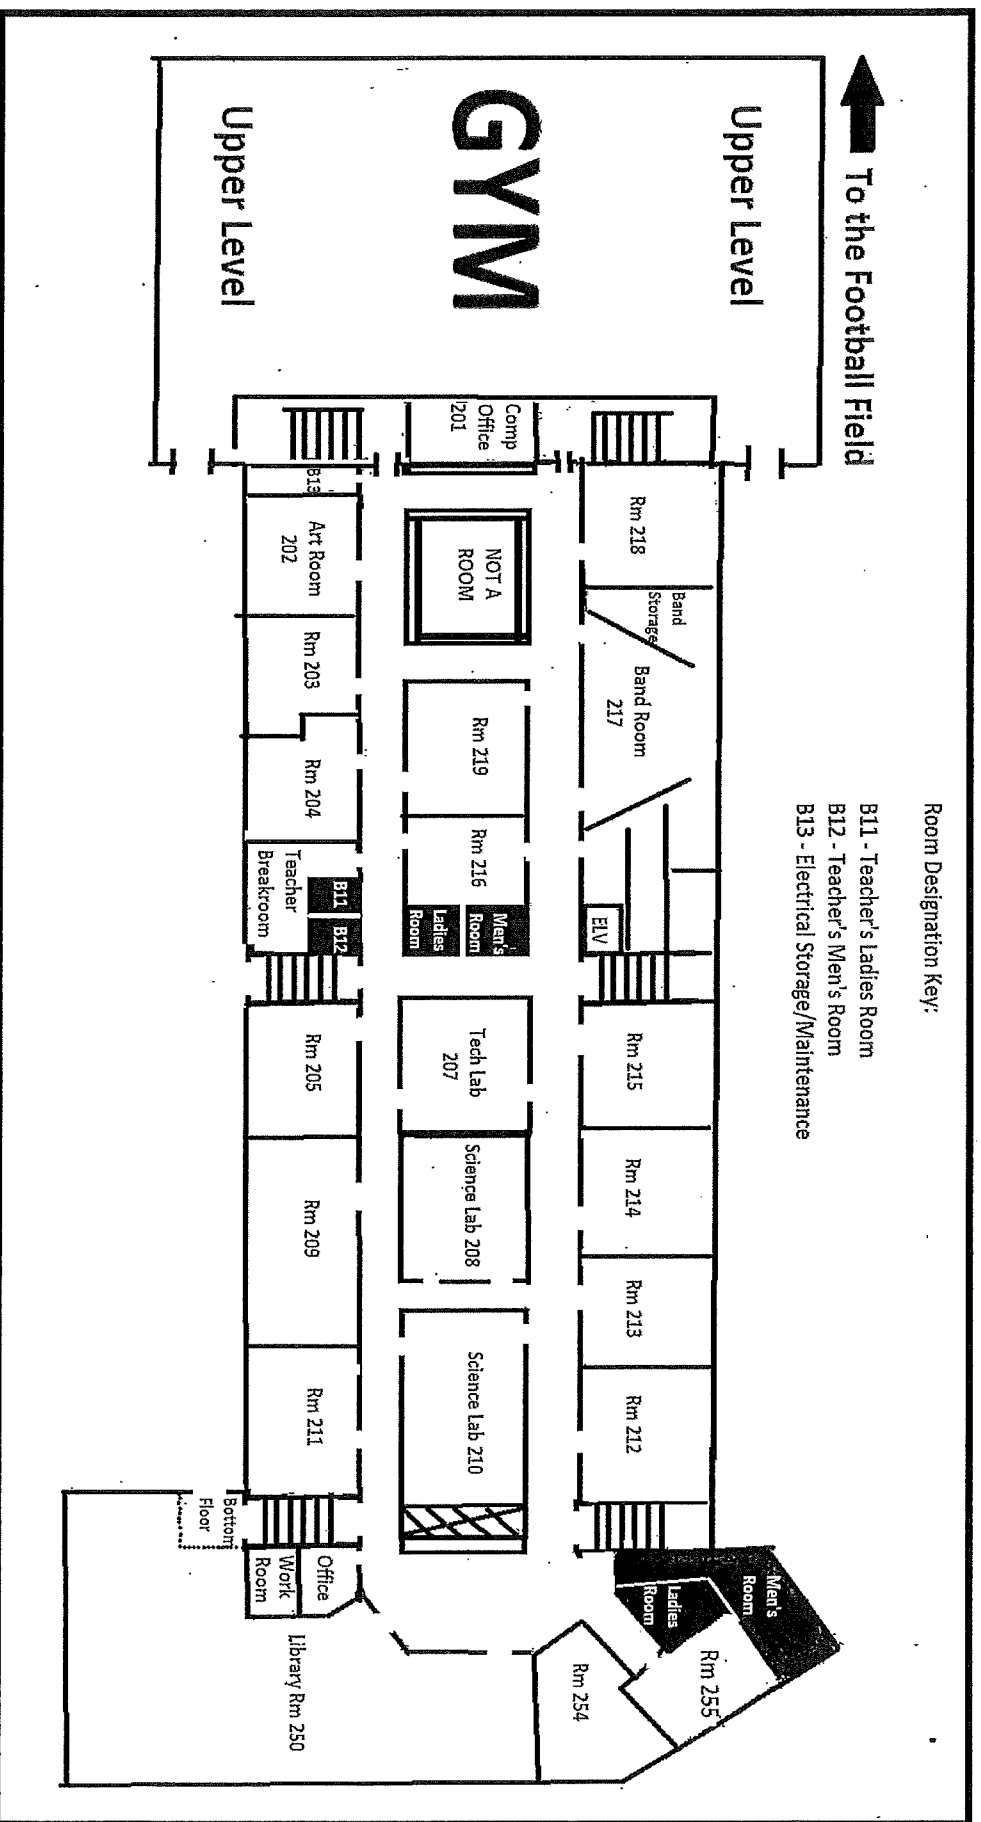 To the Football Field
Room Designation Key:
B11 - Teacher's Ladies Room
B12 - Teacher's Men's Room
B13 - Electrical Storage/Maintenance
Upper Level
GYM
Upper Level
Comp
Office
201
Rm 218
Band
Storage
Band Room
217
ELV
Rm 215
Rm 214
Rm 213
Rm 212
Men's
Room
Ladies
Room
Rm 255
Rm 254
NOT A
ROOM
Rm 219
Rm 216
Men's
Room
Ladies
Room
Tech Lab
207
Science Lab 208
Science Lab 210
B13
Art Room
202
Rm 203
Rm 204
B11
B12
Teacher
Breakroom
Rm 205
Rm 209
Rm 211
Bottom
Floor
Office
Work
Room
Library Rm 250